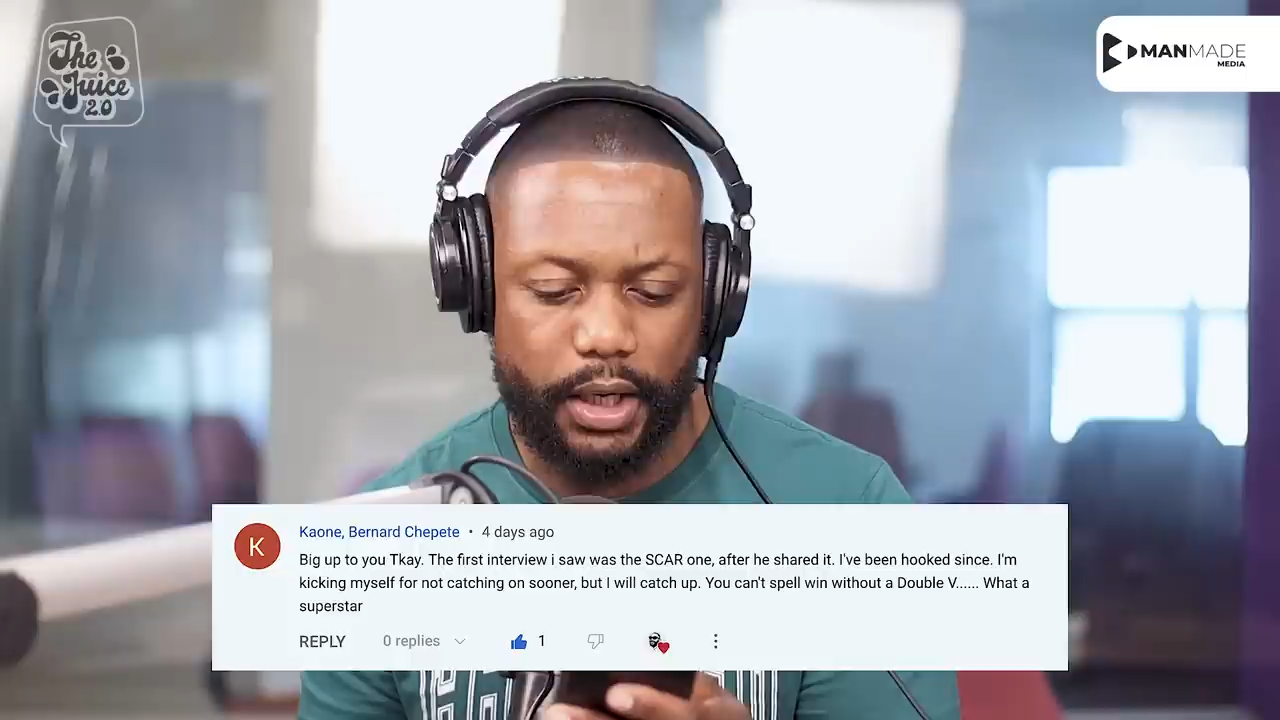 The
Juice
2.0
MANMADE
MEDIA
Kaone, Bernard Chepete • 4 days ago
Big up to you Tkay. The first interview i saw was the SCAR one, after he shared it. I've been hooked since. I'm
kicking myself for not catching on sooner, but I will catch up. You can't spell win without a Double V...... What a
superstar
K
REPLY 0 replies 1